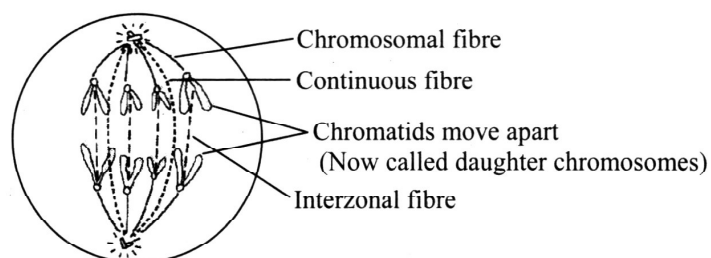 Chromosomal fibre
Continuous fibre
Chromatids move apart
(Now called daughter chromosomes)
Interzonal fibre